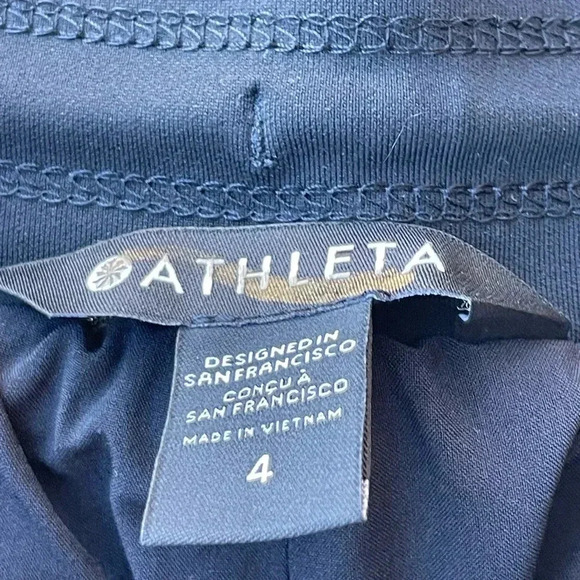 ATHLETA
DESIGNED IN
SAN FRANCISCO
CONÇU À
SAN FRANCISCO
MADE IN VIETNAM
4